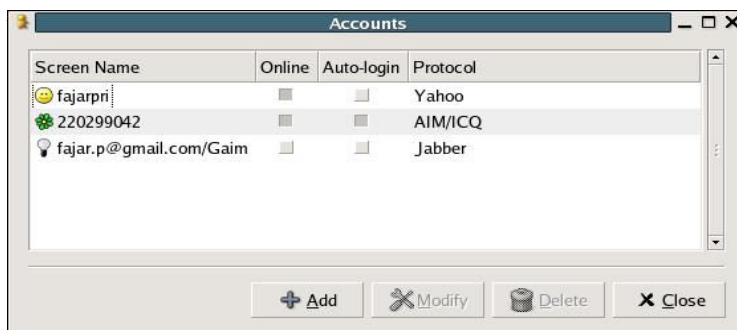 Accounts
Screen Name Online Auto-login Protocol
fajarpri Yahoo
220299042 AIM/ICQ
fajar.p@gmail.com/Gaim Jabber
Add Modify Delete Close